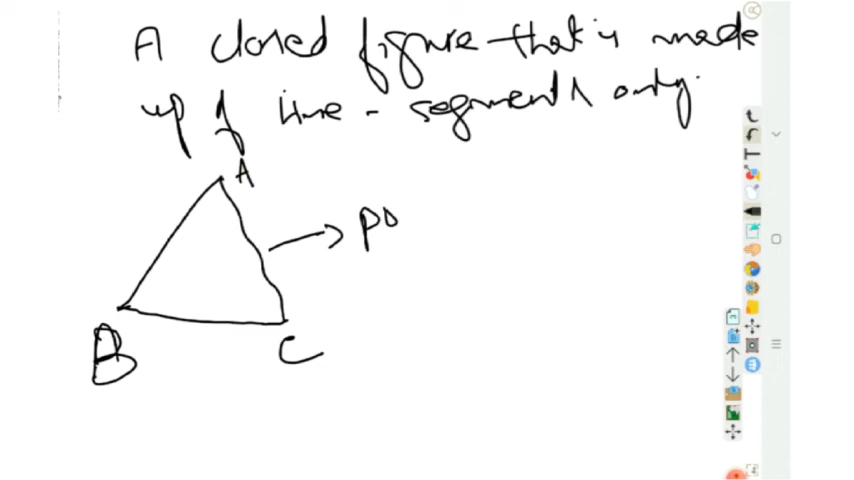 A closed figure that is made
up of line - segments only.
A
po
B
C